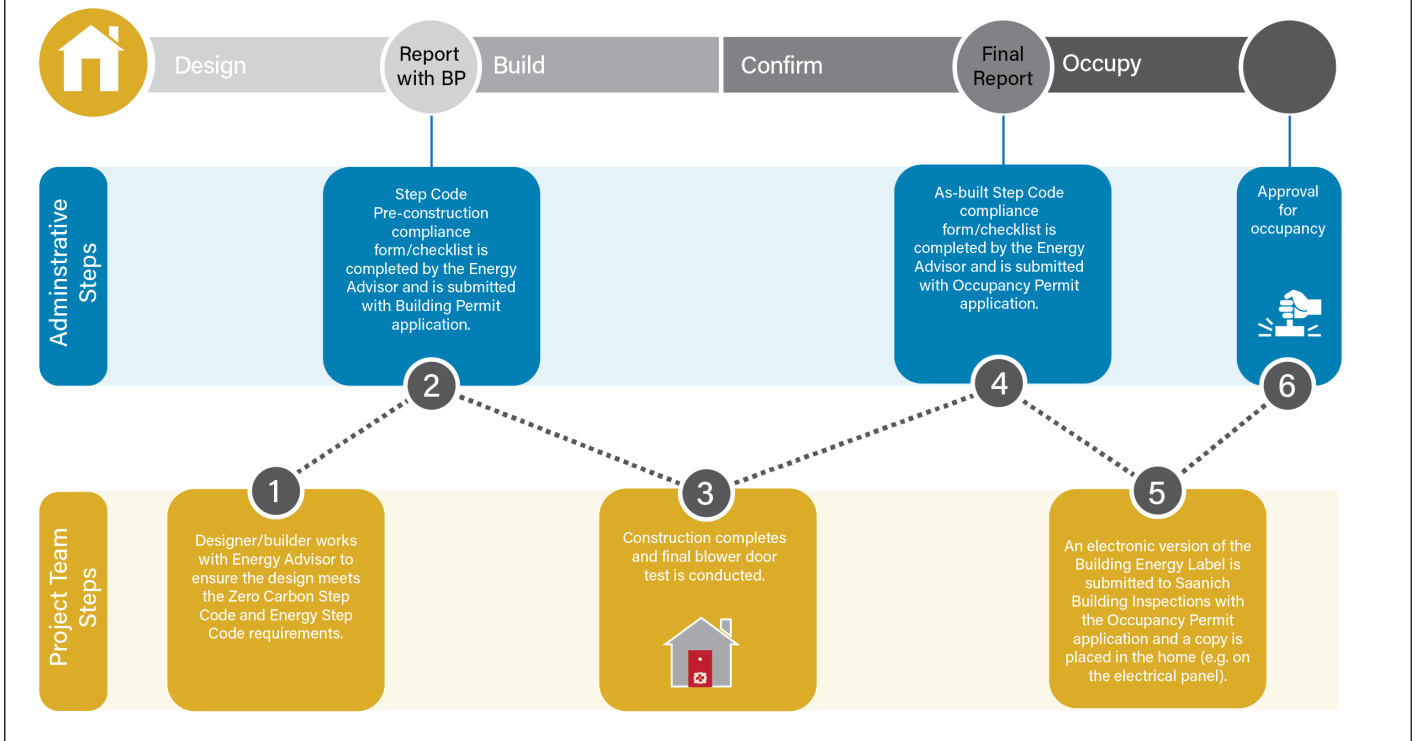 Design
Report
with BP
Build
Confirm
Final
Report
Occupy
Adminstrative
Steps
Step Code
Pre-construction
compliance
form/checklist is
completed by the Energy
Advisor and is submitted
with Building Permit
application.
2
As-built Step Code
compliance
form/checklist is
completed by the Energy
Advisor and is submitted
with Occupancy Permit
application.
4
Approval
for
occupancy
6
Project Team
Steps
1
Designer/builder works
with Energy Advisor to
ensure the design meets
the Zero Carbon Step
Code and Energy Step
Code requirements.
3
Construction completes
and final blower door
test is conducted.
5
An electronic version of the
Building Energy Label is
submitted to Saanich
Building Inspections with
the Occupancy Permit
application and a copy is
placed in the home (e.g. on
the electrical panel).